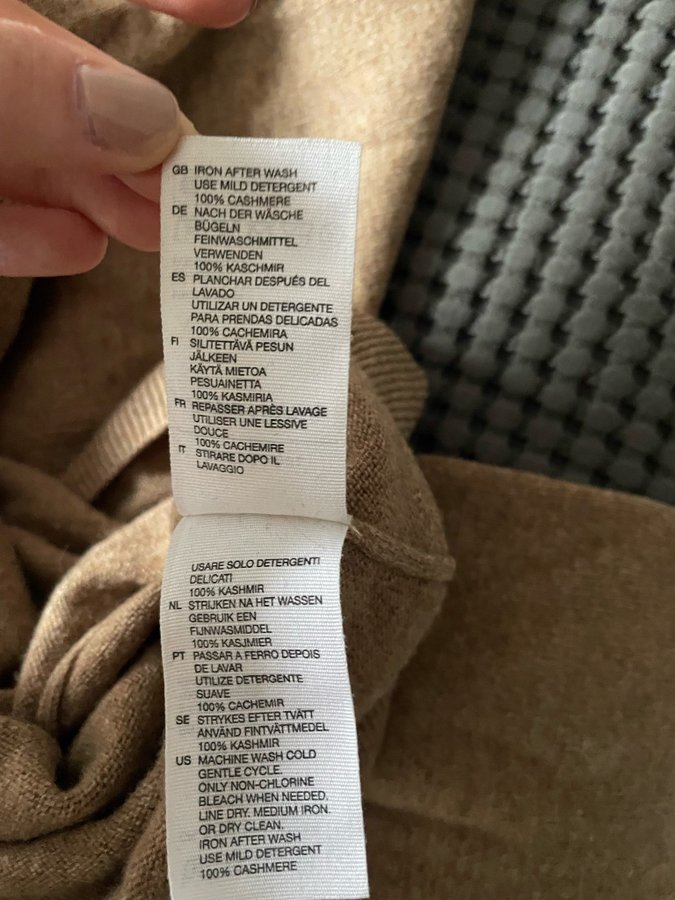 GB IRON AFTER WASH
USE MILD DETERGENT
100% CASHMERE
DE NACH DER WÄSCHE
BÜGELN
FEINWASCHMITTEL
VERWENDEN
100% KASCHMIR
ES PLANCHAR DESPUÉS DEL
LAVADO
UTILIZAR UN DETERGENTE
PARA PRENDAS DELICADAS
100% CACHEMIRA
FI SILITETTÄVÄ PESUN
JÄLKEEN
KÄYTÄ MIETOA
PESUAINETTA
100% KASMIRIA
FR REPASSER APRÈS LAVAGE
UTILISER UNE LESSIVE
DOUCE
100% CACHEMIRE
IT STIRARE DOPO IL
LAVAGGIO
USARE SOLO DETERGENTI
DELICATI
100% KASHMIR
NL STRIJKEN NA HET WASSEN
GEBRUIK EEN
FIJNWASMIDDEL
100% KASJMIER
PT PASSAR A FERRO DEPOIS
DE LAVAR
UTILIZE DETERGENTE
SUAVE
100% CACHEMIR
SE STRYKES EFTER TVÄTT
ANVÄND FINTVÄTTMEDEL
100% KASHMIR
US MACHINE WASH COLD
GENTLE CYCLE.
ONLY NON-CHLORINE
BLEACH WHEN NEEDED.
LINE DRY. MEDIUM IRON.
OR DRY CLEAN.
IRON AFTER WASH
USE MILD DETERGENT
100% CASHMERE